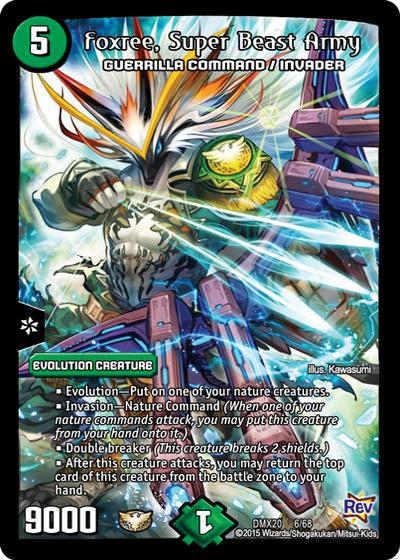 5
Foxree, Super Beast Army
GUERRILLA COMMAND / INVADER
illus. Kawasumi
EVOLUTION CREATURE
■ Evolution—Put on one of your nature creatures.
■ Invasion—Nature Command (When one of your
nature commands attack, you may put this creature
from your hand onto it.)
■ Double breaker (This creature breaks 2 shields.)
■ After this creature attacks, you may return the top
card of this creature from the battle zone to your
hand.
9000
1
DMX20 6/68
Rev
©2015 Wizards/Shogakukan/Mitsui-Kids